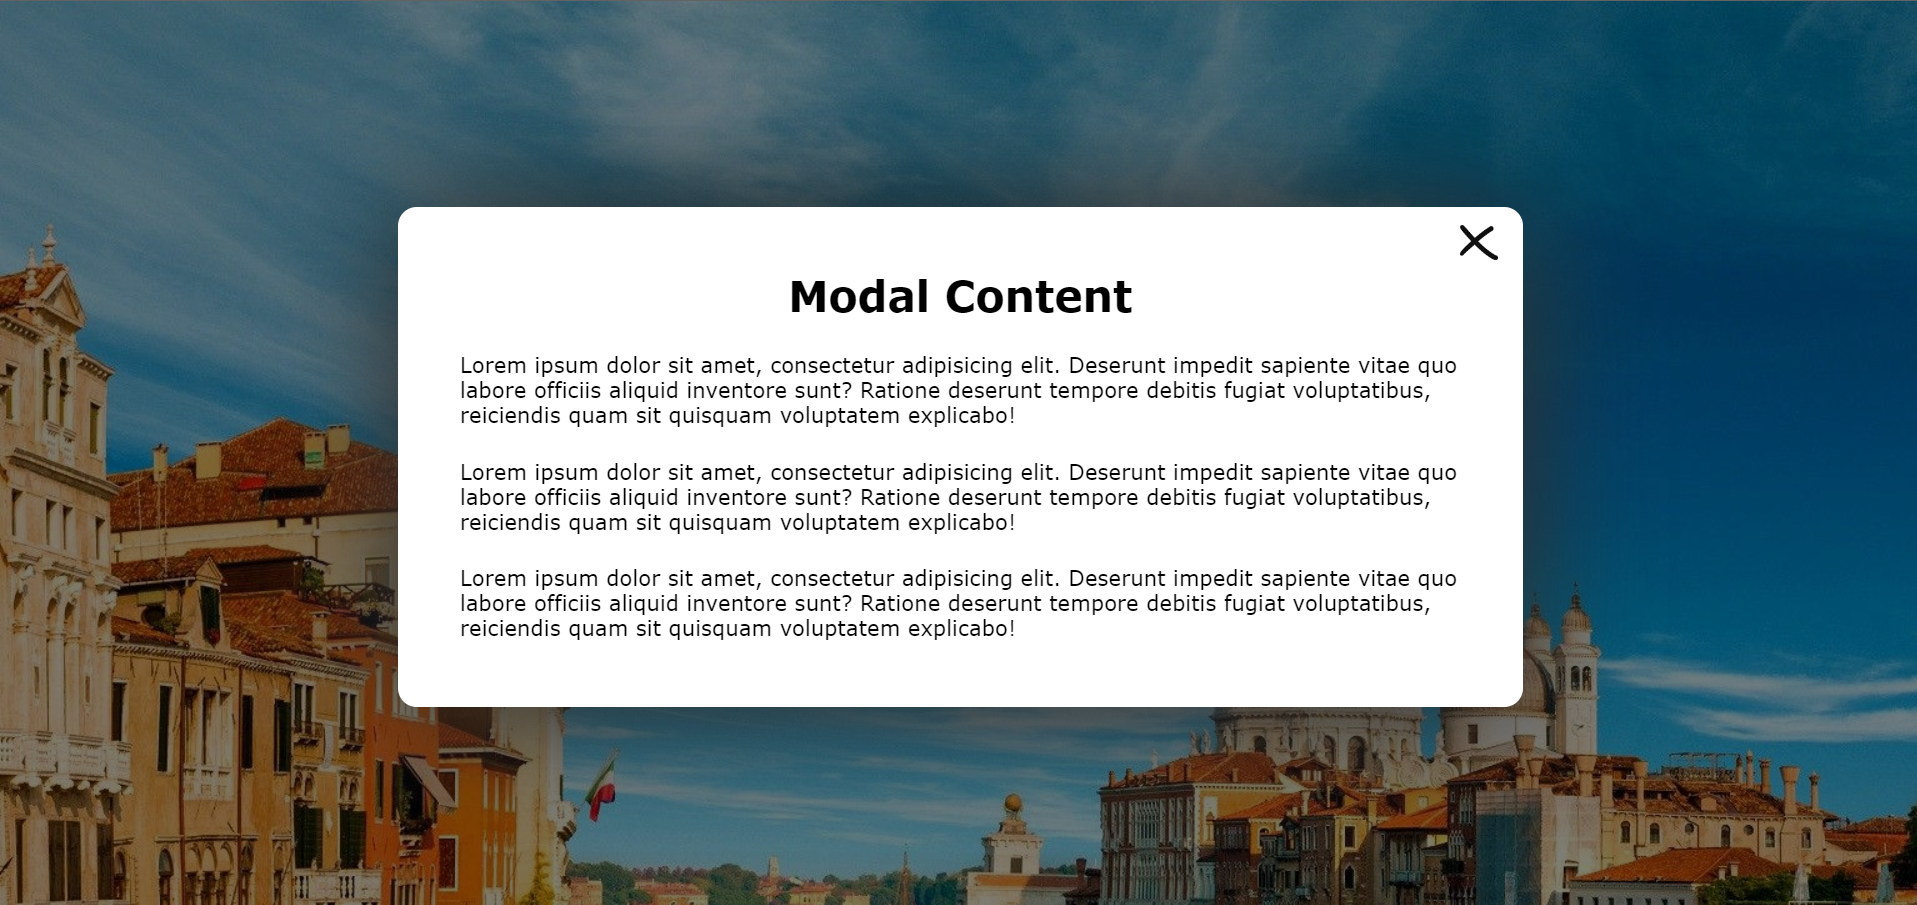 Modal Content
Lorem ipsum dolor sit amet, consectetur adipisicing elit. Deserunt impedit sapiente vitae quo
labore officiis aliquid inventore sunt? Ratione deserunt tempore debitis fugiat voluptatibus,
reiciendis quam sit quisquam voluptatem explicabo!
Lorem ipsum dolor sit amet, consectetur adipisicing elit. Deserunt impedit sapiente vitae quo
labore officiis aliquid inventore sunt? Ratione deserunt tempore debitis fugiat voluptatibus,
reiciendis quam sit quisquam voluptatem explicabo!
Lorem ipsum dolor sit amet, consectetur adipisicing elit. Deserunt impedit sapiente vitae quo
labore officiis aliquid inventore sunt? Ratione deserunt tempore debitis fugiat voluptatibus,
reiciendis quam sit quisquam voluptatem explicabo!